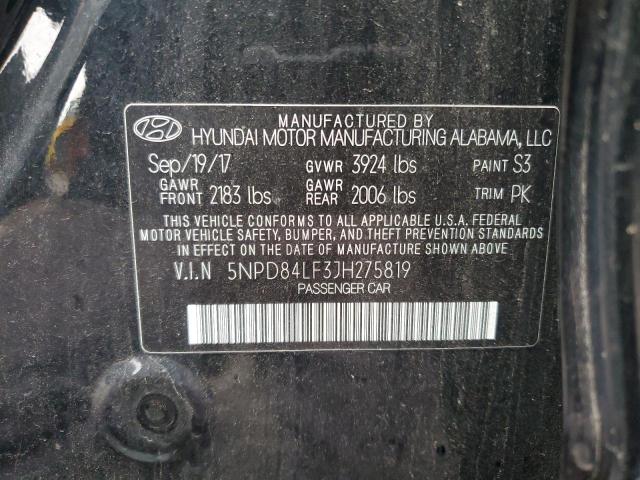 MANUFACTURED BY
HYUNDAI MOTOR MANUFACTURING ALABAMA, LLC
Sep/19/17 GVWR 3924 lbs PAINT S3
GAWR FRONT 2183 lbs GAWR REAR 2006 lbs TRIM PK
THIS VEHICLE CONFORMS TO ALL APPLICABLE U.S.A. FEDERAL
MOTOR VEHICLE SAFETY, BUMPER, AND THEFT PREVENTION STANDARDS
IN EFFECT ON THE DATE OF MANUFACTURE SHOWN ABOVE.
V.I.N 5NPD84LF3JH275819
PASSENGER CAR